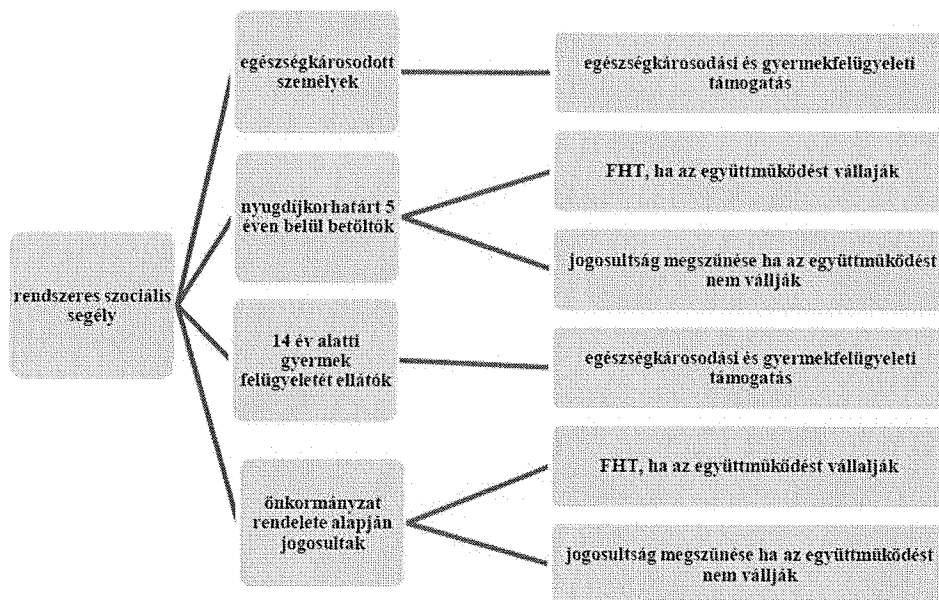 rendszeres szociális
segély
egészségkárosodott
személyek
nyugdíjkorhatárt 5
éven belül betöltők
14 év alatti
gyermek
felügyeletét ellátók
önkormányzat
rendelete alapján
jogosultak
egészségkárosodási és gyermekfelügyeleti
támogatás
FHT, ha az együttműködést vállaják
jogosultság megszűnése ha az együttműködést
nem vállják
egészségkárosodási és gyermekfelügyeleti
támogatás
FHT, ha az együttműködést vállalják
jogosultság megszűnése ha az együttműködést
nem vállják